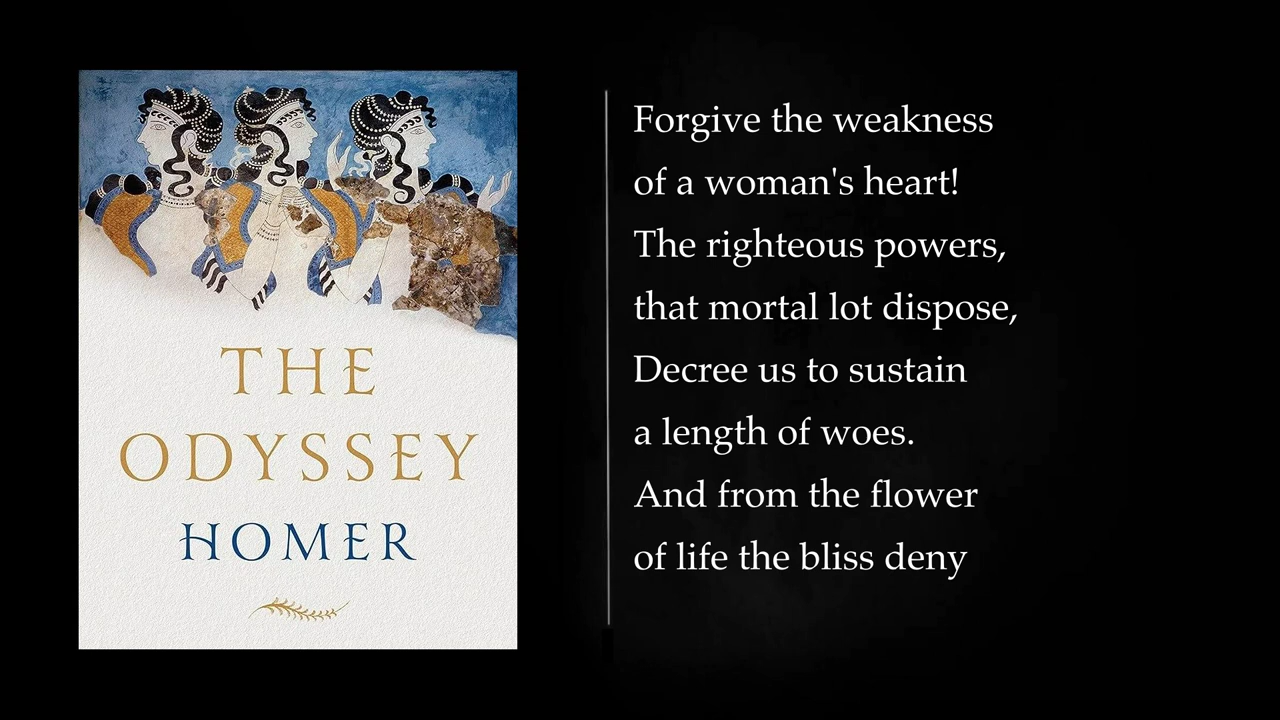 THE
ODYSSEY
HOMER
Forgive the weakness
of a woman's heart!
The righteous powers,
that mortal lot dispose,
Decree us to sustain
a length of woes.
And from the flower
of life the bliss deny